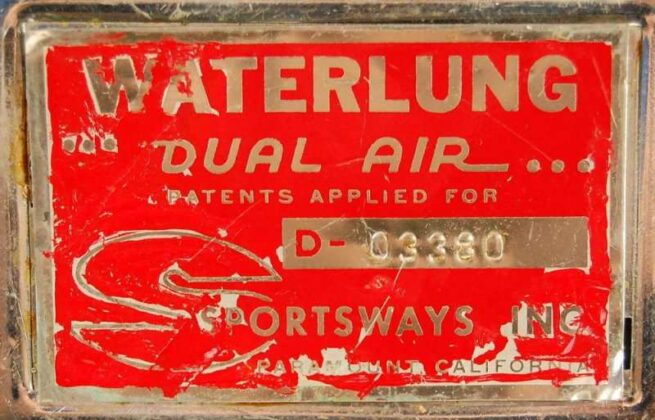 WATERLUNG
... DUAL AIR ...
PATENTS APPLIED FOR
D- 03380
SPORTSWAYS INC
PARAMOUNT, CALIFORNIA